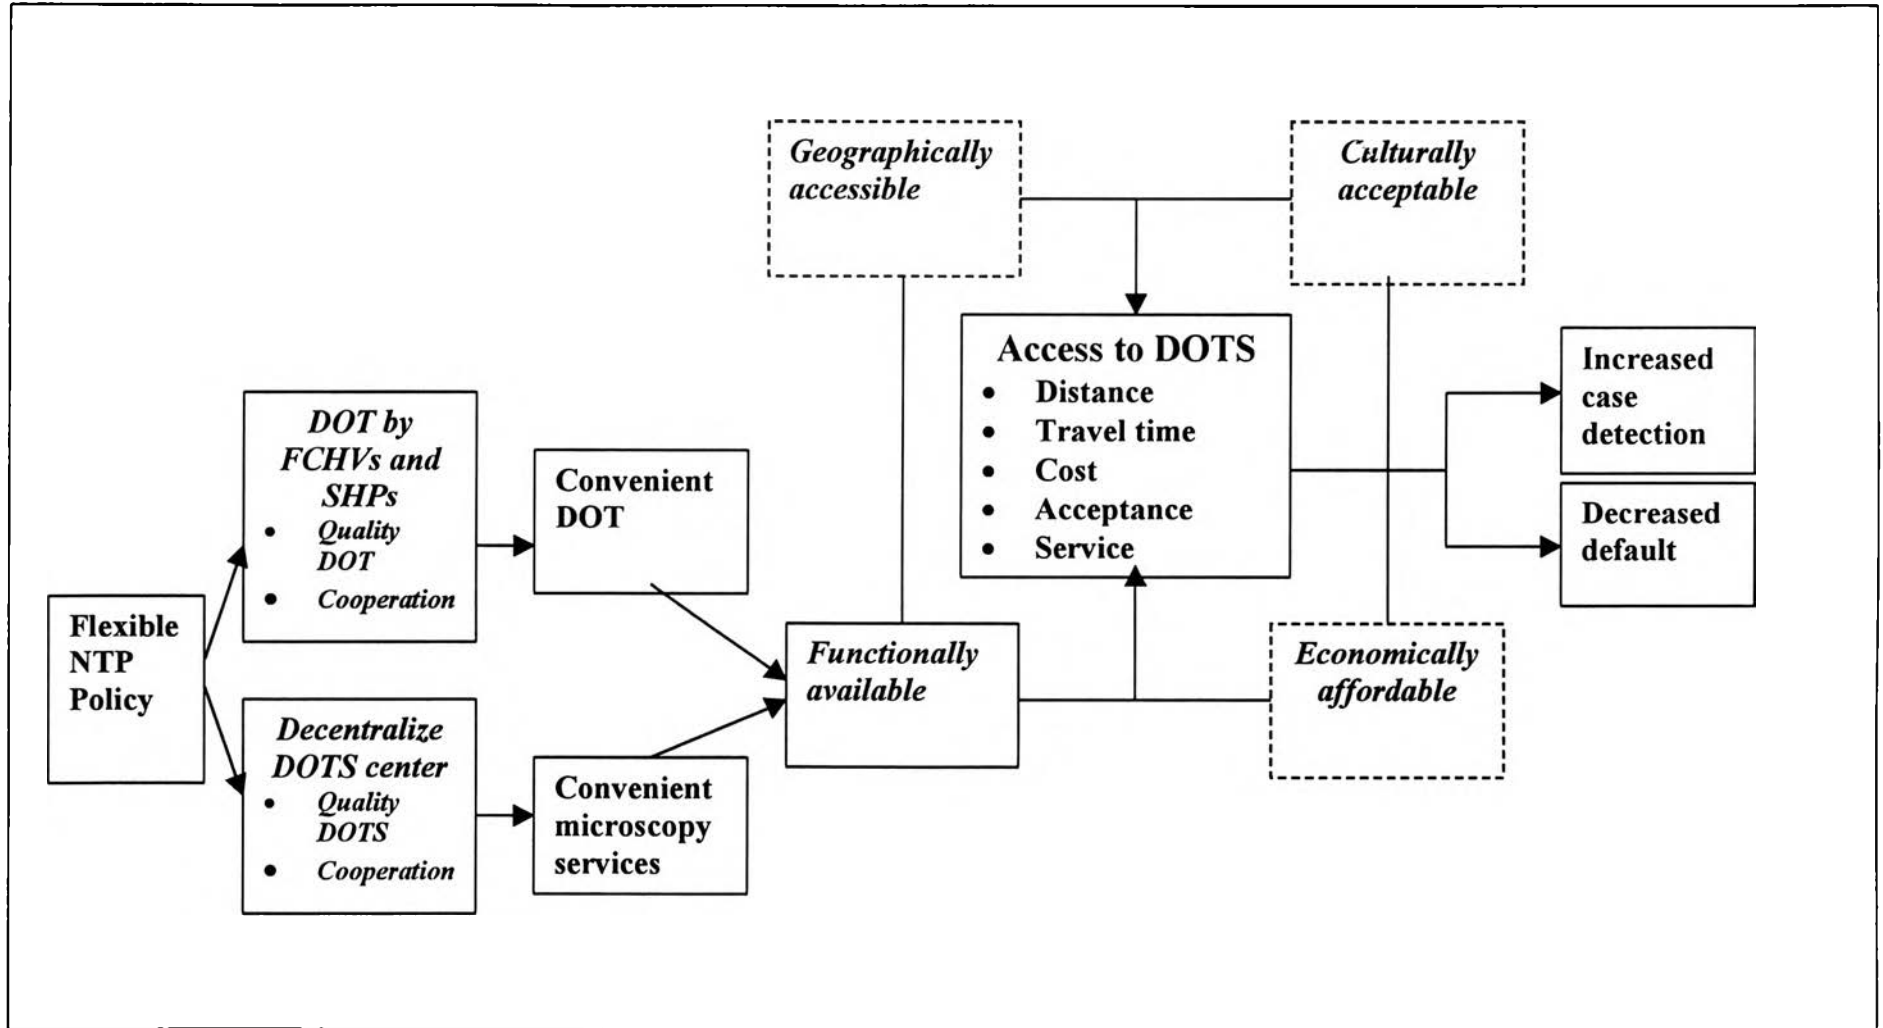 Geographically
accessible
Culturally
acceptable
Access to DOTS
• Distance
• Travel time
• Cost
• Acceptance
• Service
Increased
case
detection
Decreased
default
DOT by
FCHVs and
SHPs
• Quality
DOT
• Cooperation
Convenient
DOT
Flexible
NTP
Policy
Functionally
available
Economically
affordable
Decentralize
DOTS center
• Quality
DOTS
• Cooperation
Convenient
microscopy
services